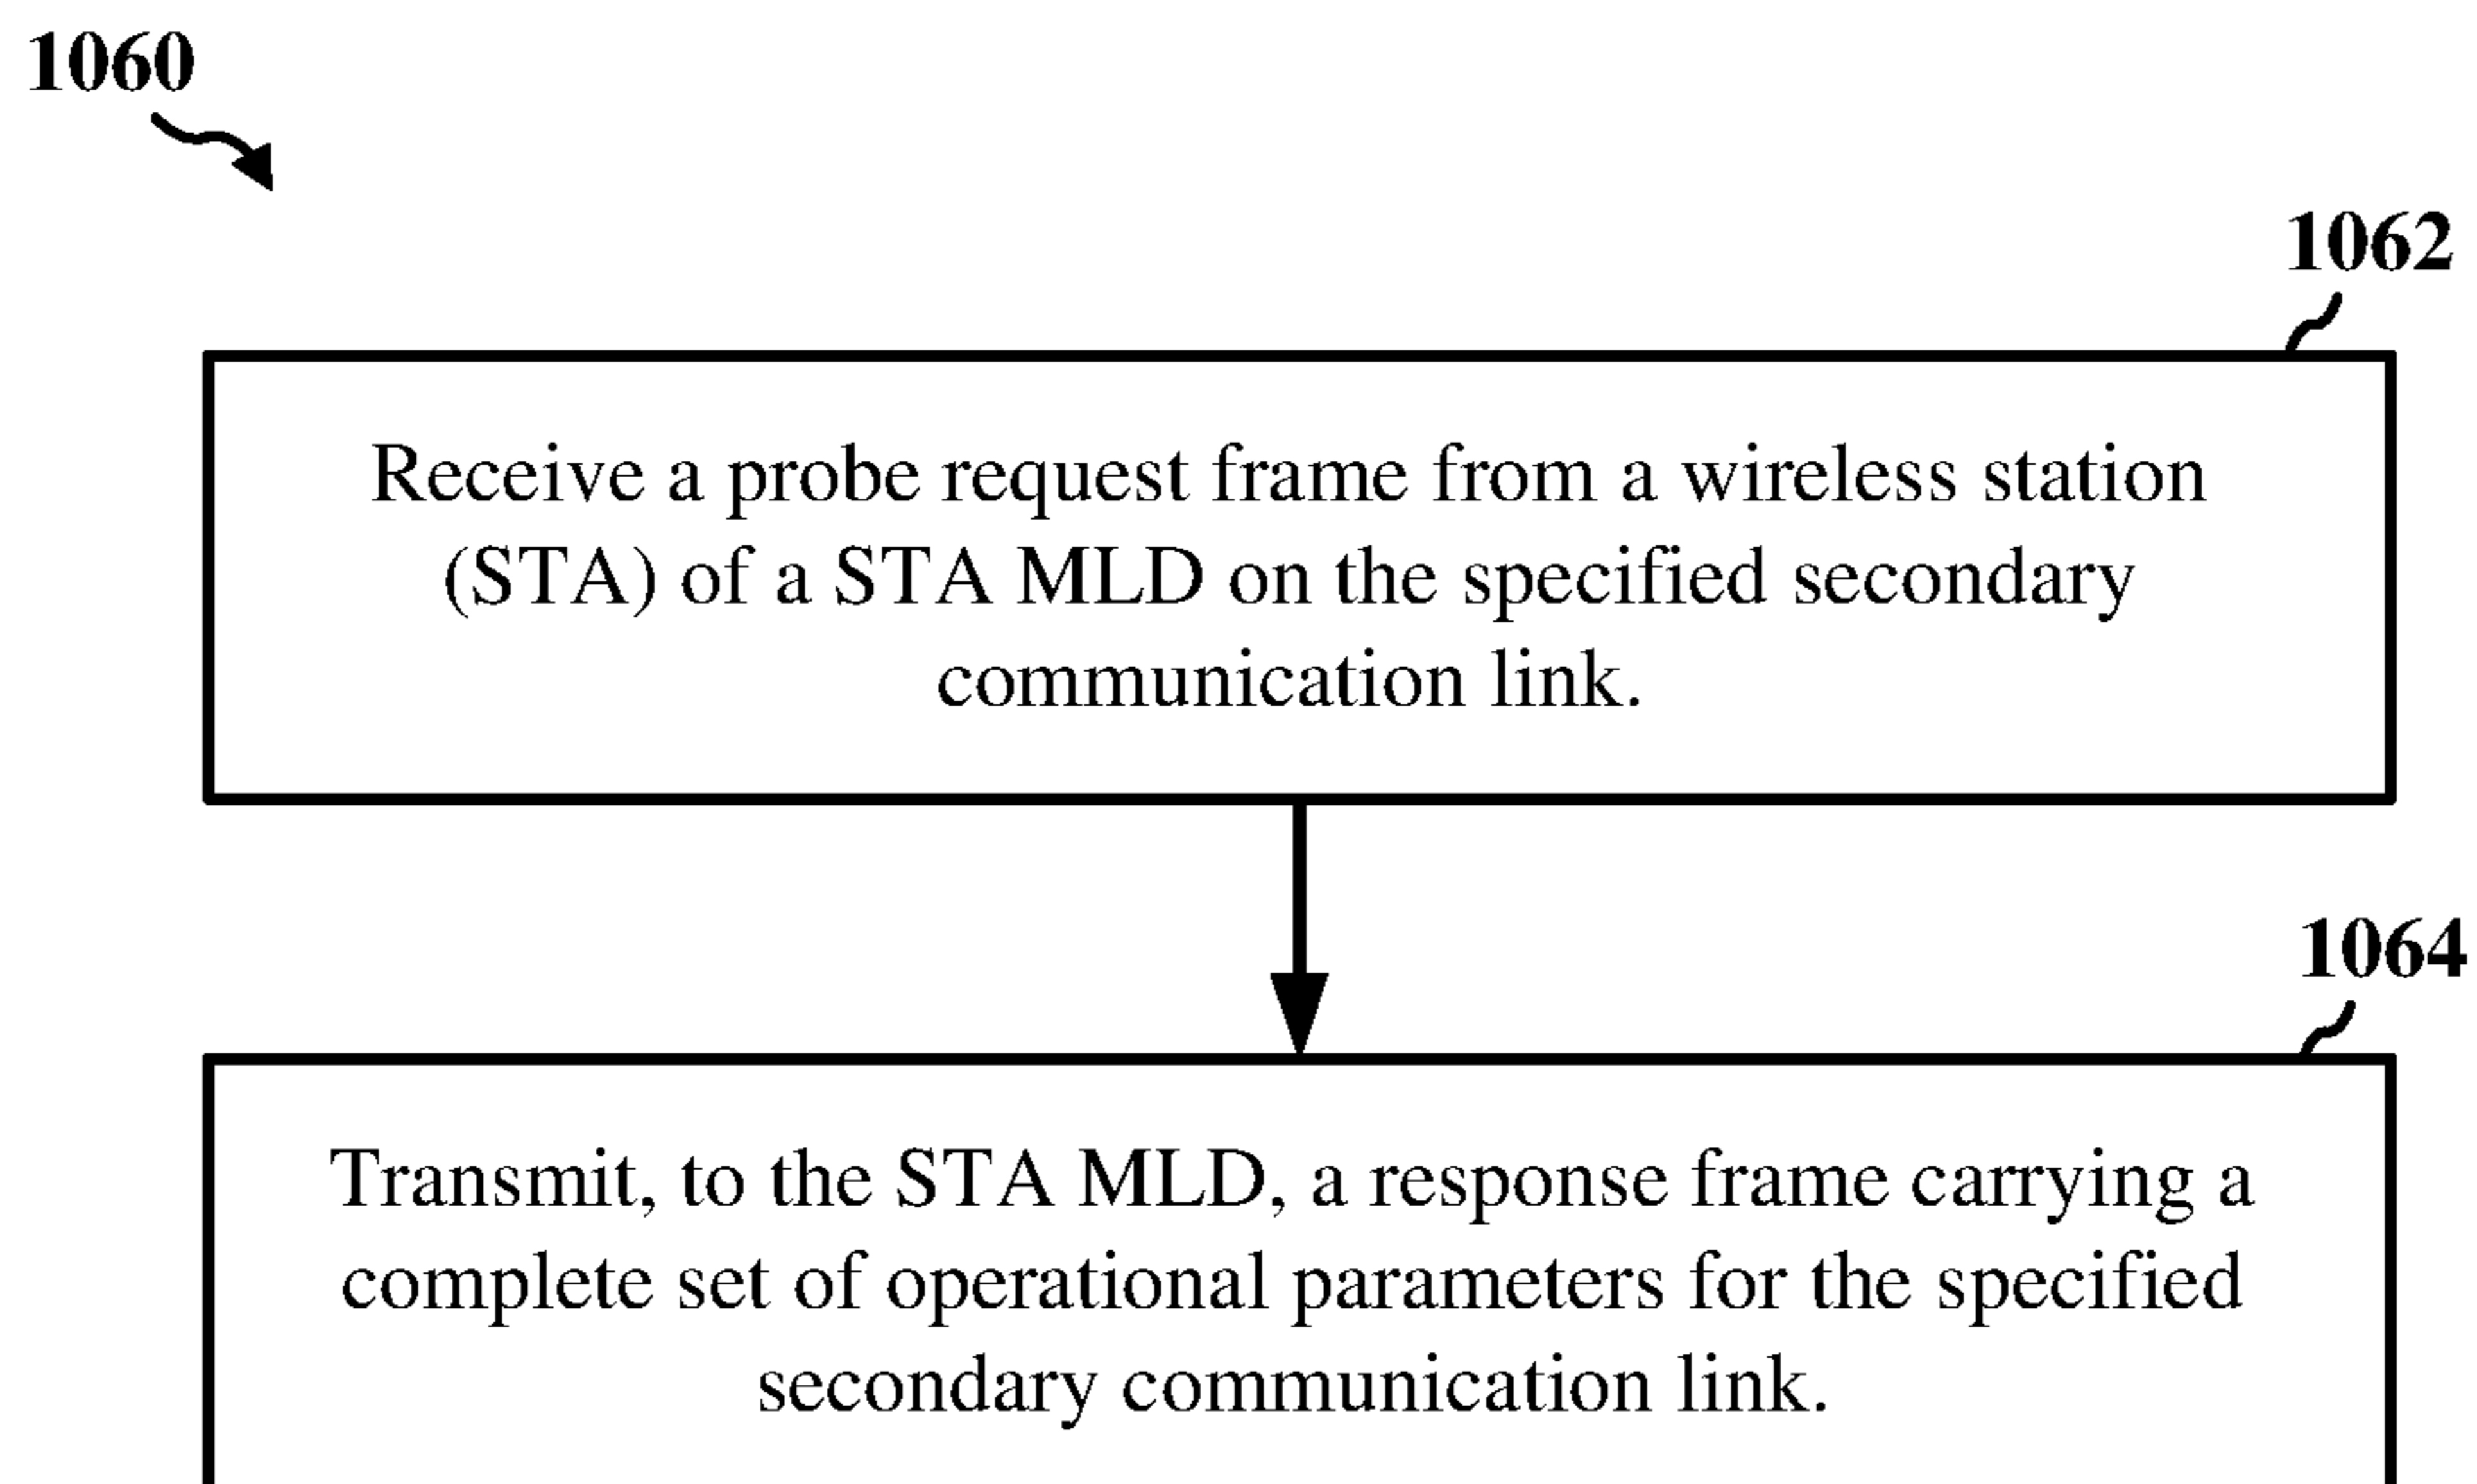 1060
1062
Receive a probe request frame from a wireless station
(STA) of a STA MLD on the specified secondary
communication link.
1064
Transmit, to the STA MLD, a response frame carrying a
complete set of operational parameters for the specified
secondary communication link.